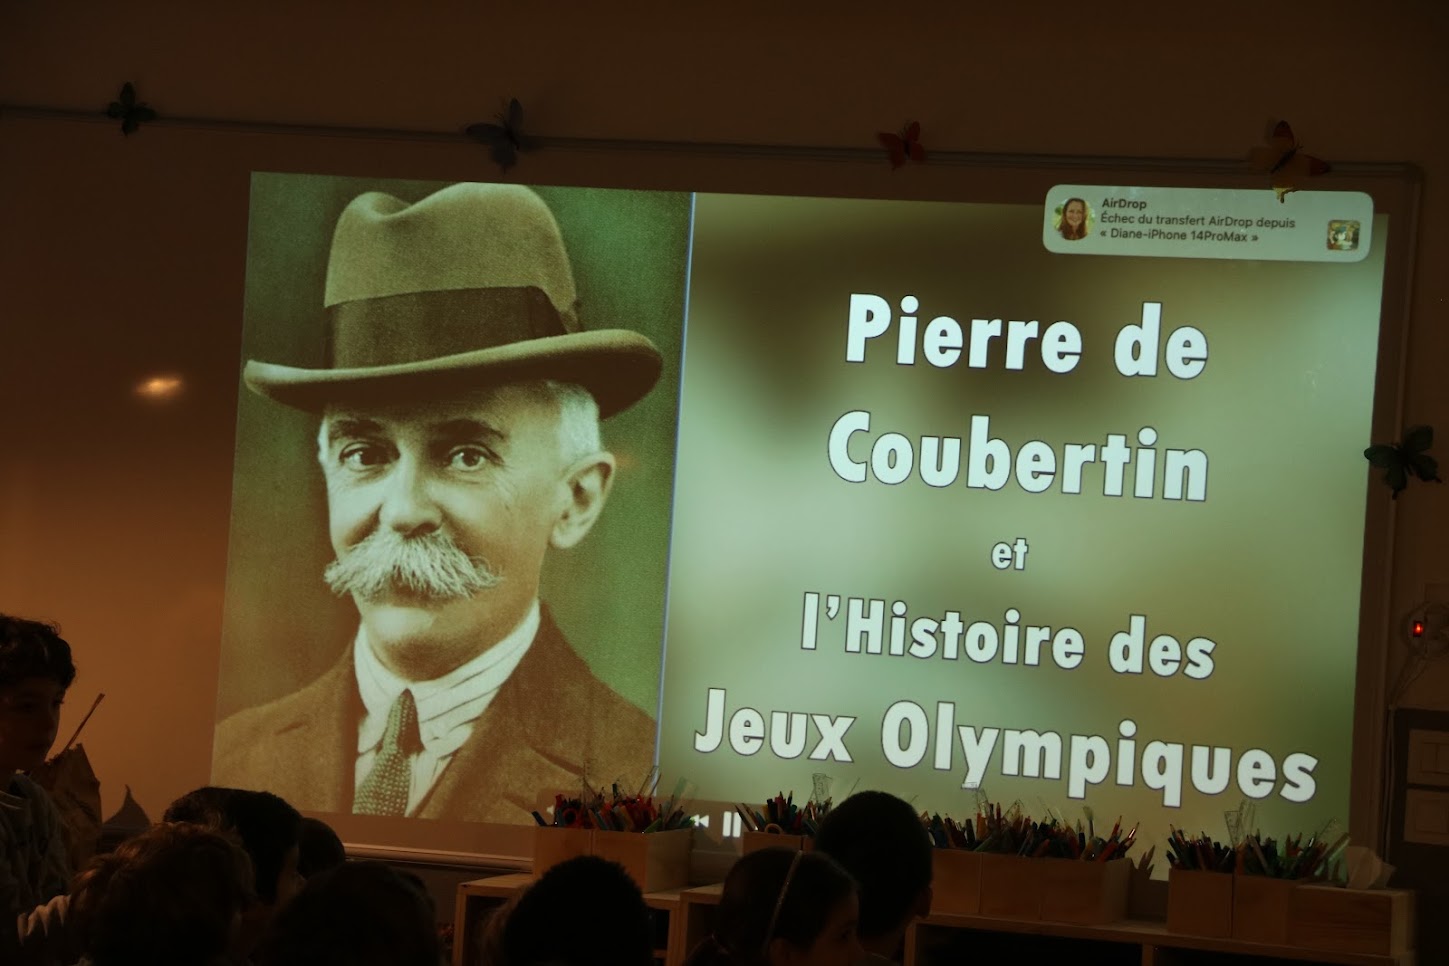 AirDrop
Échec du transfert AirDrop depuis
« Diane-iPhone 14ProMax »
Pierre de
Coubertin
et
l'Histoire des
Jeux Olympiques